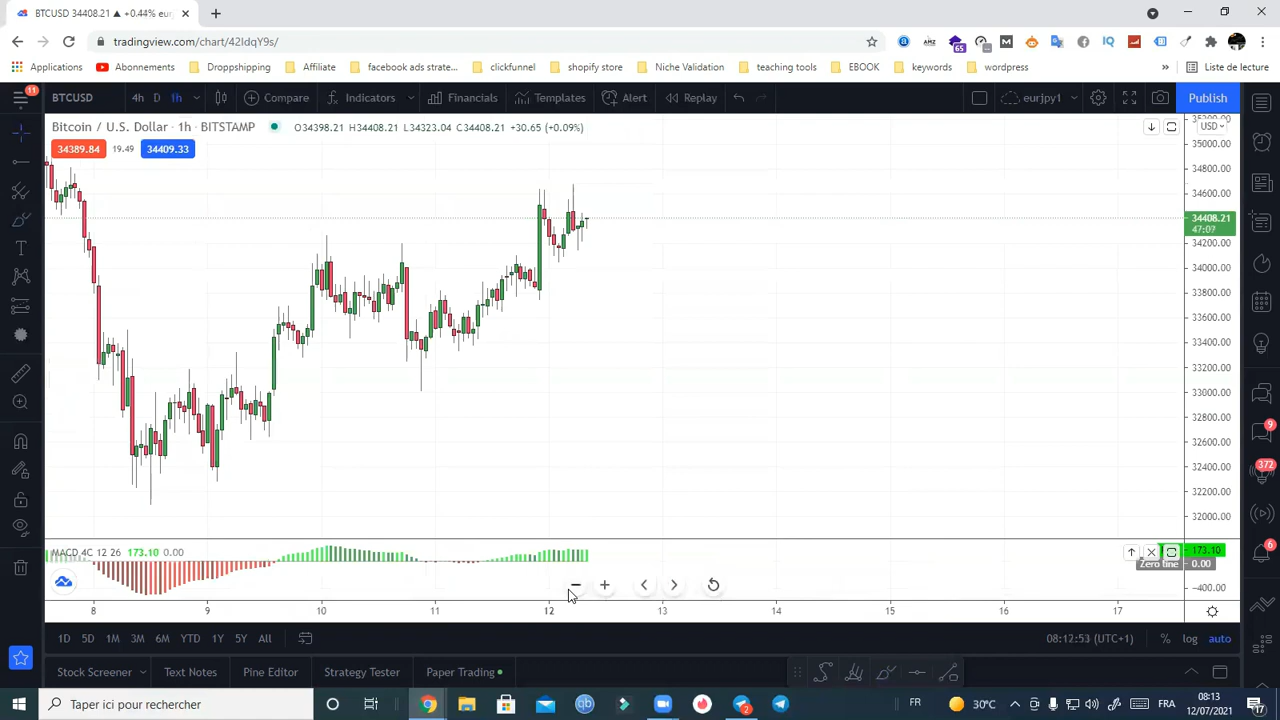 BTCUSD 34408.21 ▲ +0.44% eur
tradingview.com/chart/42IdqY9s/
65
Applications
Abonnements
Droppshipping
Affiliate
facebook ads strate...
clickfunnel
shopify store
Niche Validation
teaching tools
EBOOK
keywords
wordpress
»
Liste de lecture
11
BTCUSD
4h D 1h
Compare
Indicators
Financials
Templates
Alert
Replay
eurjpy1
Publish
Bitcoin / U.S. Dollar · 1h · BITSTAMP
O34398.21 H34408.21 L34323.04 C34408.21 +30.65 (+0.09%)
USD
34389.84 19.49 34409.33
35000.00
34800.00
34600.00
34408.21
47:07
34200.00
34000.00
33800.00
33600.00
33400.00
33200.00
33000.00
32800.00
32600.00
32400.00
32200.00
32000.00
9
372
6
MACD 4C 12 26 173.10 0.00
173.10
Zero line 0.00
-400.00
8 9 10 11 12 13 14 15 16 17
1D 5D 1M 3M 6M YTD 1Y 5Y All
08:12:53 (UTC+1) % log auto
Stock Screener
Text Notes
Pine Editor
Strategy Tester
Paper Trading
Taper ici pour rechercher
2
30°C
FR
FRA
08:13
12/07/2021
17